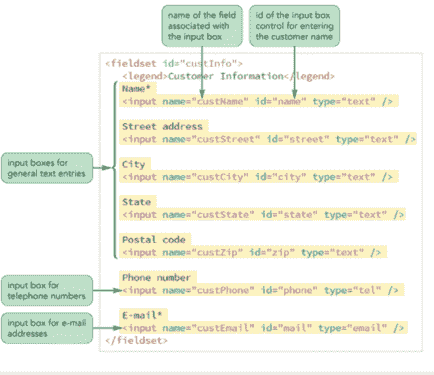 name of the field
associated with
the input box
id of the input box
control for entering
the customer name
<fieldset id="custInfo">
<legend>Customer Information</legend>
Name*
<input name="custName" id="name" type="text" />
Street address
<input name="custStreet" id="street" type="text" />
input boxes for
general text entries
City
<input name="custCity" id="city" type="text" />
State
<input name="custState" id="state" type="text" />
Postal code
<input name="custZip" id="zip" type="text" />
input box for
telephone numbers
Phone number
<input name="custPhone" id="phone" type="tel" />
input box for e-mail
addresses
E-mail*
<input name="custEmail" id="mail" type="email" />
</fieldset>